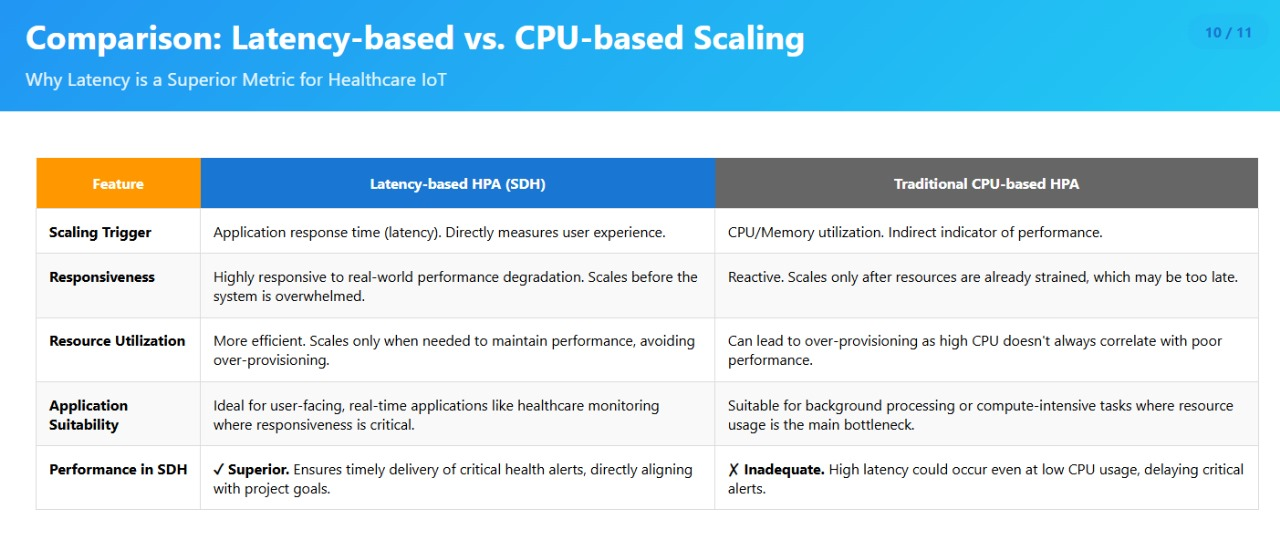 Comparison: Latency-based vs. CPU-based Scaling
10 / 11
Why Latency is a Superior Metric for Healthcare IoT
Feature
Latency-based HPA (SDH)
Traditional CPU-based HPA
Scaling Trigger
Application response time (latency). Directly measures user experience.
CPU/Memory utilization. Indirect indicator of performance.
Responsiveness
Highly responsive to real-world performance degradation. Scales before the
system is overwhelmed.
Reactive. Scales only after resources are already strained, which may be too late.
Resource Utilization
More efficient. Scales only when needed to maintain performance, avoiding
over-provisioning.
Can lead to over-provisioning as high CPU doesn't always correlate with poor
performance.
Application
Suitability
Ideal for user-facing, real-time applications like healthcare monitoring
where responsiveness is critical.
Suitable for background processing or compute-intensive tasks where resource
usage is the main bottleneck.
Performance in SDH
✓ Superior. Ensures timely delivery of critical health alerts, directly aligning
with project goals.
✗ Inadequate. High latency could occur even at low CPU usage, delaying critical
alerts.